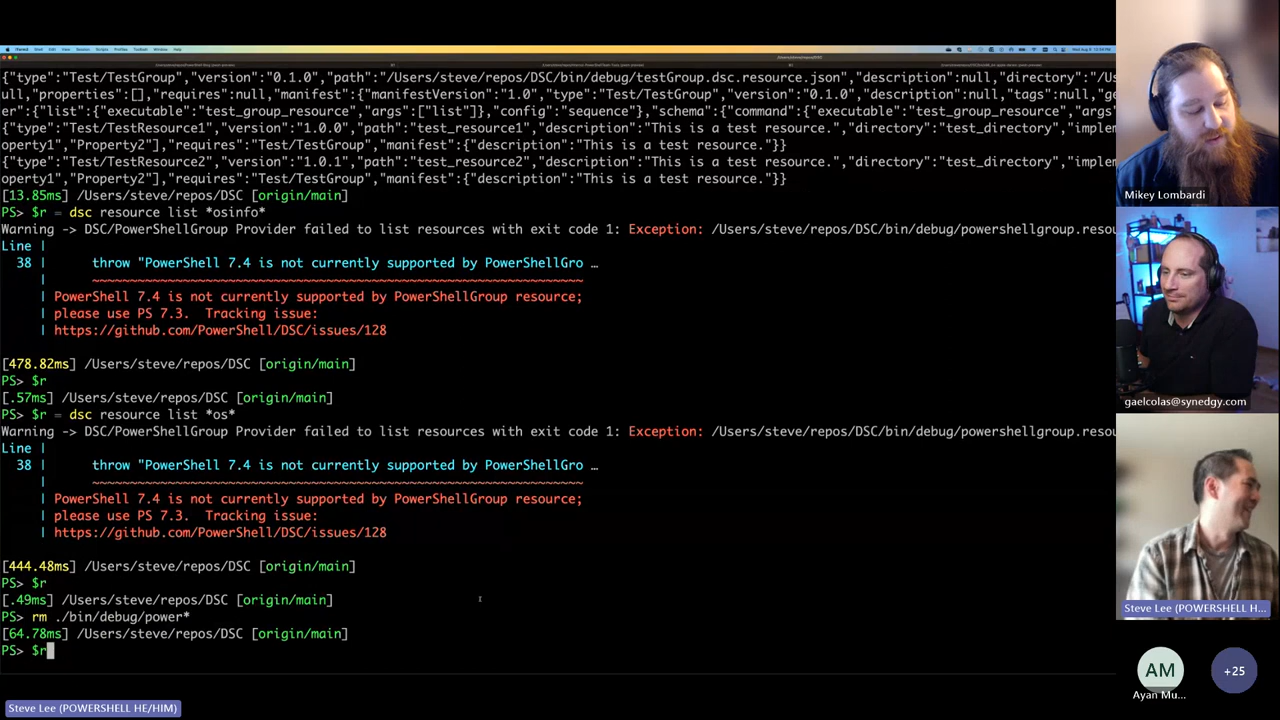 {"type":"Test/TestGroup","version":"0.1.0","path":"/Users/steve/repos/DSC/bin/debug/testGroup.dsc.resource.json","description":null,"directory":"/Us
ull,"properties":[],"requires":null,"manifest":{"manifestVersion":"1.0","type":"Test/TestGroup","version":"0.1.0","description":null,"tags":null,"ge
er":{"list":{"executable":"test_group_resource","args":["list"]},"config":"sequence"},"schema":{"command":{"executable":"test_group_resource","args"
{"type":"Test/TestResource1","version":"1.0.0","path":"test_resource1","description":"This is a test resource.","directory":"test_directory","implem
operty1","Property2"],"requires":"Test/TestGroup","manifest":{"description":"This is a test resource."}}
{"type":"Test/TestResource2","version":"1.0.1","path":"test_resource2","description":"This is a test resource.","directory":"test_directory","implem
operty1","Property2"],"requires":"Test/TestGroup","manifest":{"description":"This is a test resource."}}
[13.85ms] /Users/steve/repos/DSC [origin/main]
PS> $r = dsc resource list *osinfo*
Warning -> DSC/PowerShellGroup Provider failed to list resources with exit code 1: Exception: /Users/steve/repos/DSC/bin/debug/powershellgroup.resou
Line |
38 | throw "PowerShell 7.4 is not currently supported by PowerShellGro …
| ~~~~~~~~~~~~~~~~~~~~~~~~~~~~~~~~~~~~~~~~~~~~~~~~~~~~~~~~~~~~~~~~~
| PowerShell 7.4 is not currently supported by PowerShellGroup resource;
| please use PS 7.3.  Tracking issue:
| https://github.com/PowerShell/DSC/issues/128
[478.82ms] /Users/steve/repos/DSC [origin/main]
PS> $r
[.57ms] /Users/steve/repos/DSC [origin/main]
PS> $r = dsc resource list *os*
Warning -> DSC/PowerShellGroup Provider failed to list resources with exit code 1: Exception: /Users/steve/repos/DSC/bin/debug/powershellgroup.resou
Line |
38 | throw "PowerShell 7.4 is not currently supported by PowerShellGro …
| ~~~~~~~~~~~~~~~~~~~~~~~~~~~~~~~~~~~~~~~~~~~~~~~~~~~~~~~~~~~~~~~~~
| PowerShell 7.4 is not currently supported by PowerShellGroup resource;
| please use PS 7.3.  Tracking issue:
| https://github.com/PowerShell/DSC/issues/128
[444.48ms] /Users/steve/repos/DSC [origin/main]
PS> $r
[.49ms] /Users/steve/repos/DSC [origin/main]
PS> rm ./bin/debug/power*
[64.78ms] /Users/steve/repos/DSC [origin/main]
PS> $r
Steve Lee (POWERSHELL HE/HIM)
Mikey Lombardi
gaelcolas@synedgy.com
Steve Lee (POWERSHELL H...
AM
Ayan Mu...
+25